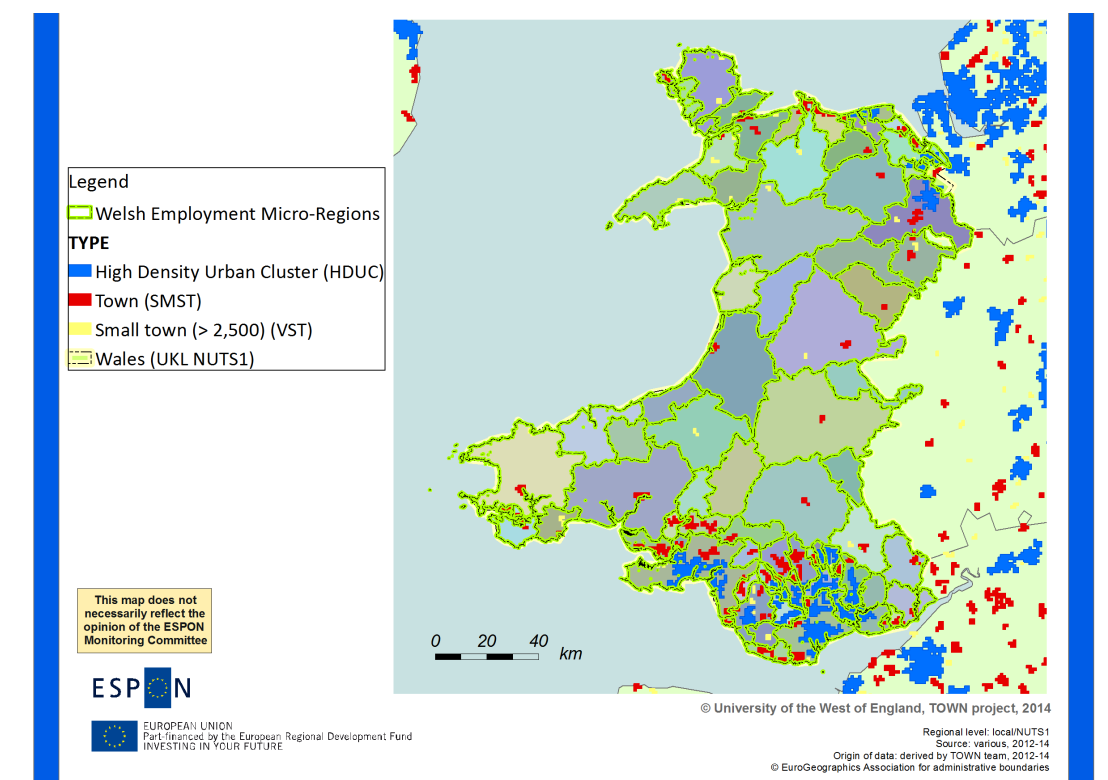 Legend
Welsh Employment Micro-Regions
TYPE
High Density Urban Cluster (HDUC)
Town (SMST)
Small town (> 2,500) (VST)
Wales (UKL NUTS1)
This map does not
necessarily reflect the
opinion of the ESPON
Monitoring Committee
0 20 40
km
ESPON
EUROPEAN UNION
Part-financed by the European Regional Development Fund
INVESTING IN YOUR FUTURE
© University of the West of England, TOWN project, 2014
Regional level: local/NUTS1
Source: various, 2012-14
Origin of data: derived by TOWN team, 2012-14
© EuroGeographics Association for administrative boundaries